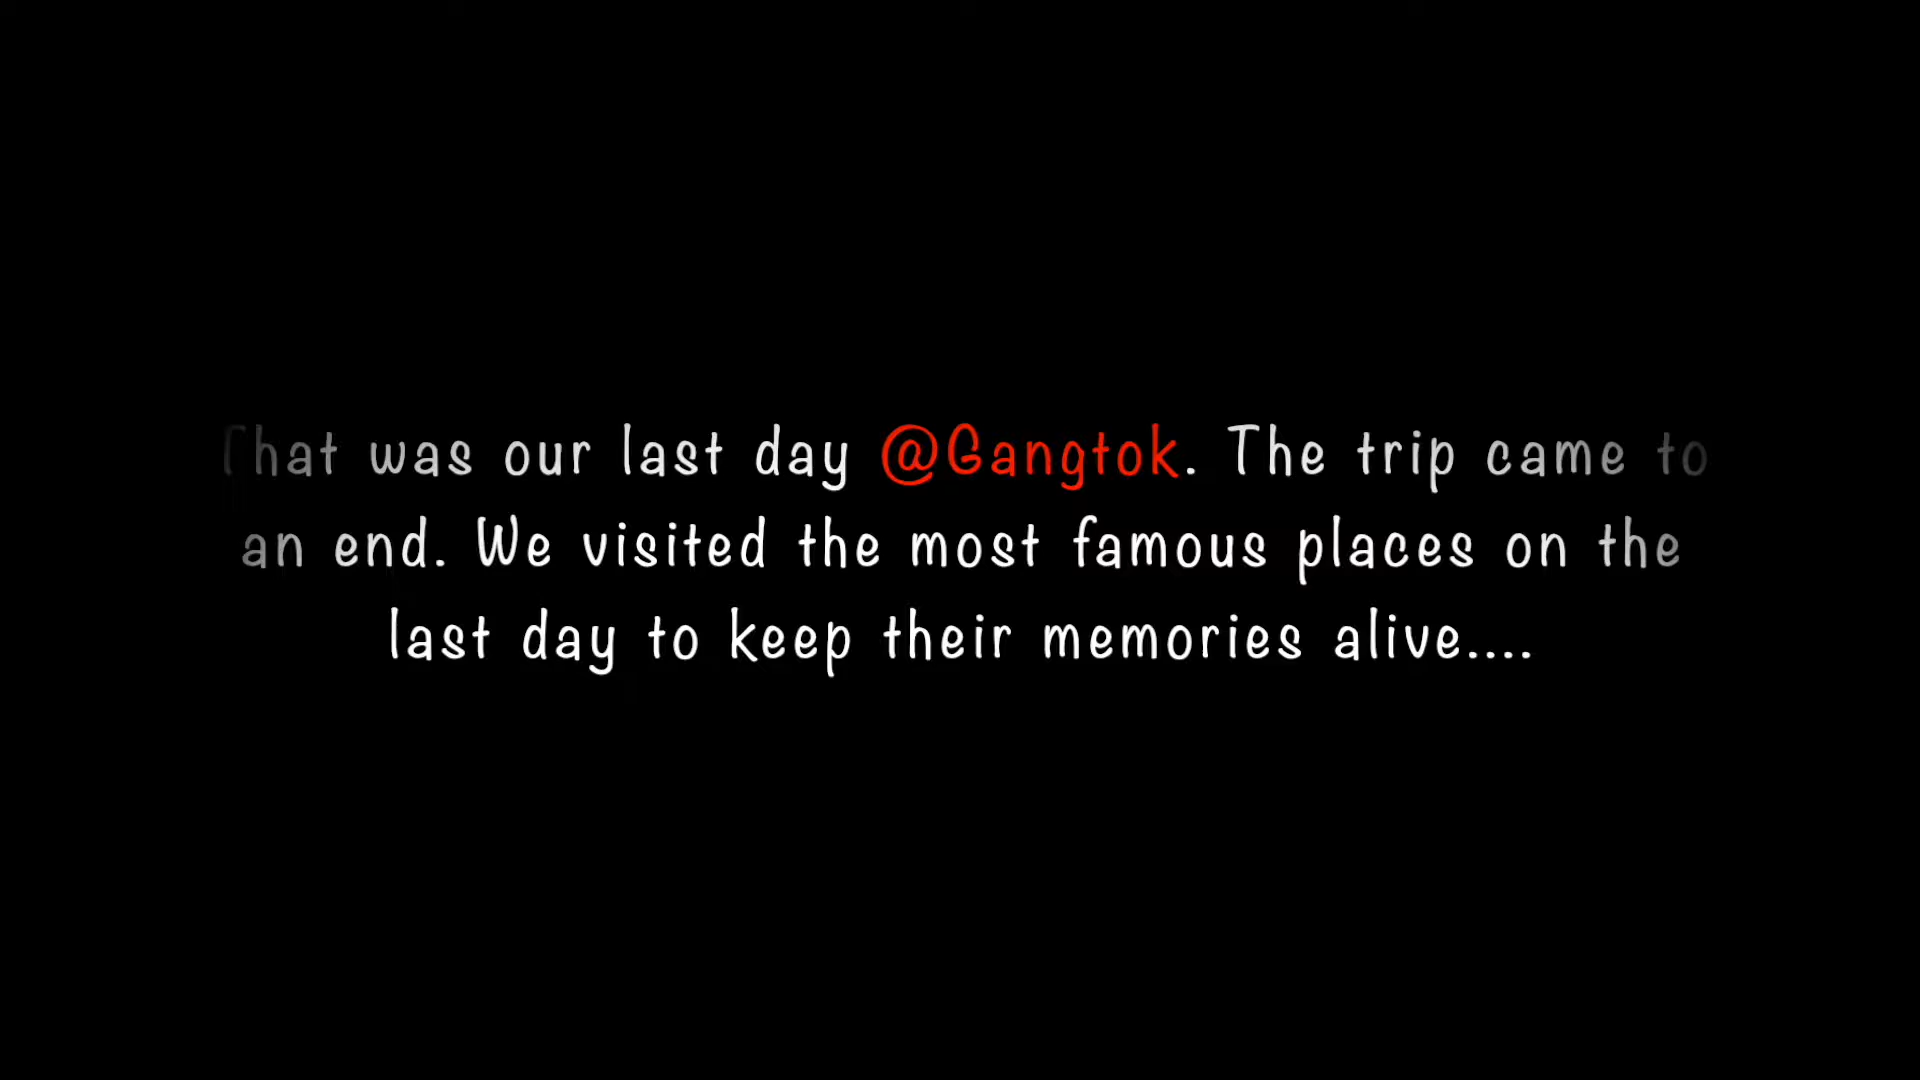 That was our last day @Gangtok. The trip came to
an end. We visited the most famous places on the
last day to keep their memories alive....